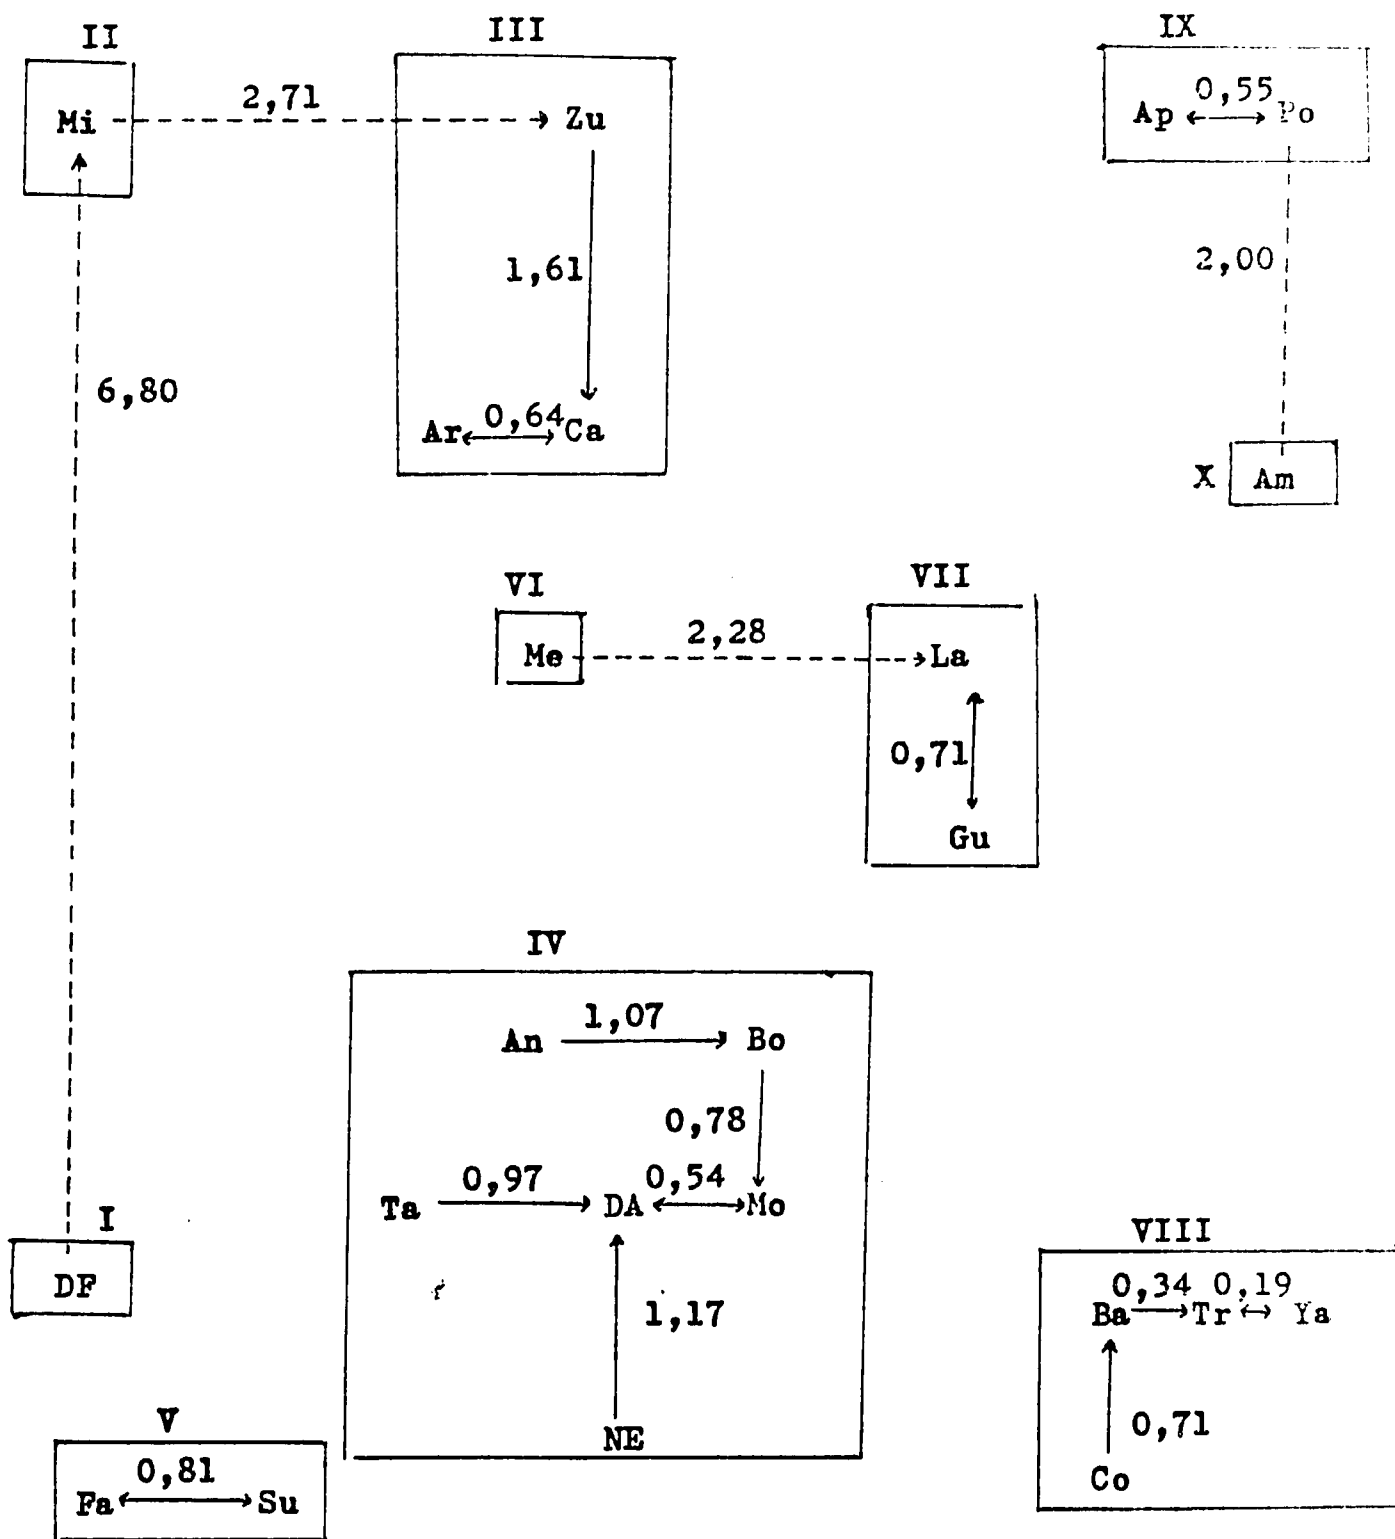 II
III
IX
Mi
2,71
Zu
Ap
0,55
Po
1,61
2,00
6,80
Ar
0,64
Ca
X
Am
VI
VII
Me
2,28
La
0,71
Gu
IV
An
1,07
Bo
0,78
Ta
0,97
DA
0,54
Mo
I
DF
1,17
NE
VIII
Ba
0,34
Tr
0,19
Ya
0,71
Co
V
0,81
Fa
Su